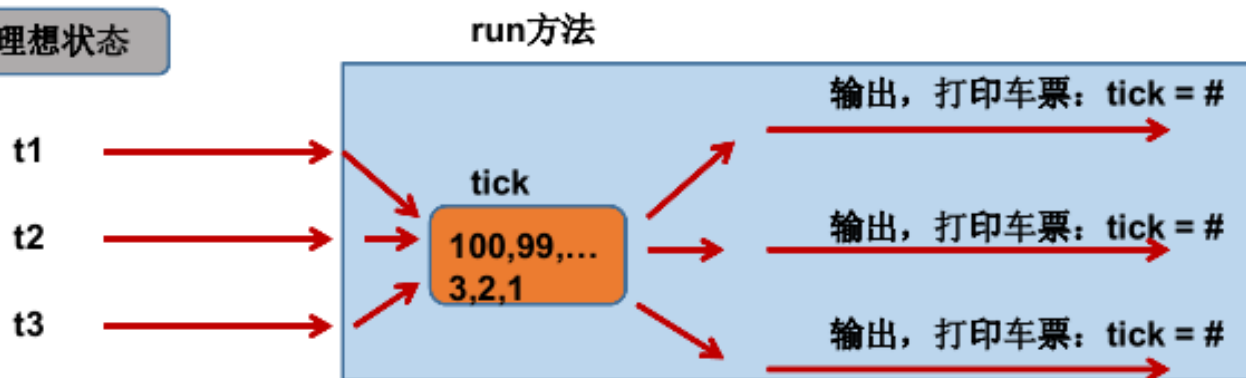 理想状态
run方法
输出，打印车票：tick = #
t1
tick
t2
100,99,...
3,2,1
输出，打印车票：tick = #
t3
输出，打印车票：tick = #